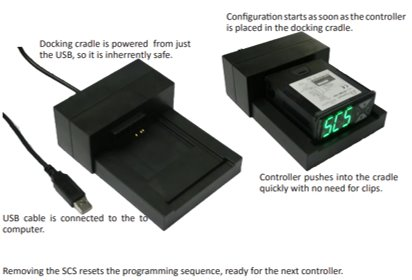 Configuration starts as soon as the controller
is placed in the docking cradle.
Docking cradle is powered from just
the USB, so it is inherrently safe.
SCS
Controller pushes into the cradle
quickly with no need for clips.
USB cable is connected to the to
computer.
Removing the SCS resets the programming sequence, ready for the next controller.